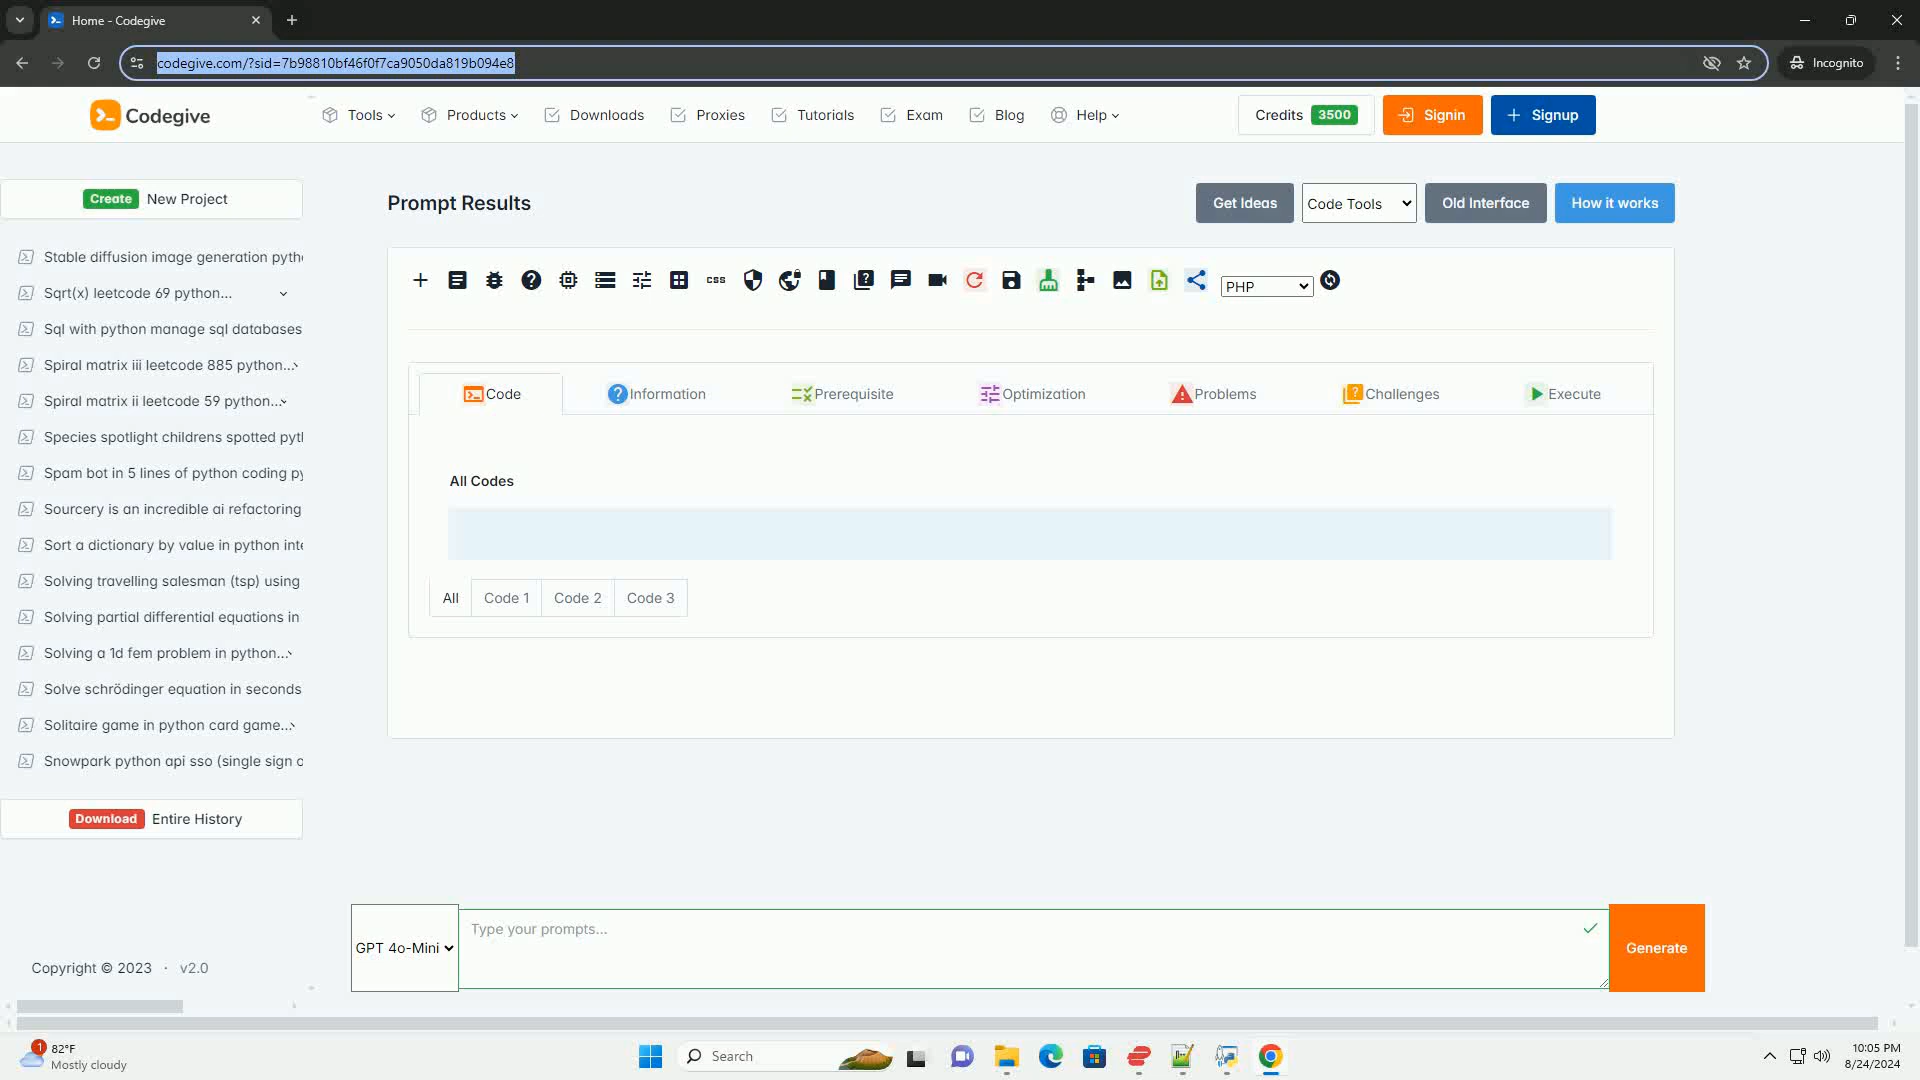 Home - Codegive
codegive.com/?sid=7b98810bf46f0f7ca9050da819b094e8
Incognito
Codegive
Tools
Products
Downloads
Proxies
Tutorials
Exam
Blog
Help
Credits 3500
Signin
Signup
Create New Project
Stable diffusion image generation pyth
Sqrt(x) leetcode 69 python...
Sql with python manage sql databases
Spiral matrix iii leetcode 885 python...
Spiral matrix ii leetcode 59 python...
Species spotlight childrens spotted pyt
Spam bot in 5 lines of python coding py
Sourcery is an incredible ai refactoring
Sort a dictionary by value in python inte
Solving travelling salesman (tsp) using
Solving partial differential equations in
Solving a 1d fem problem in python...
Solve schrödinger equation in seconds
Solitaire game in python card game...
Snowpark python api sso (single sign o
Download Entire History
Copyright © 2023 · v2.0
Prompt Results
Get Ideas
Code Tools
Old Interface
How it works
css
PHP
Code
Information
Prerequisite
Optimization
Problems
Challenges
Execute
All Codes
All
Code 1
Code 2
Code 3
GPT 4o-Mini
Type your prompts...
Generate
1
82°F
Mostly cloudy
Search
10:05 PM
8/24/2024